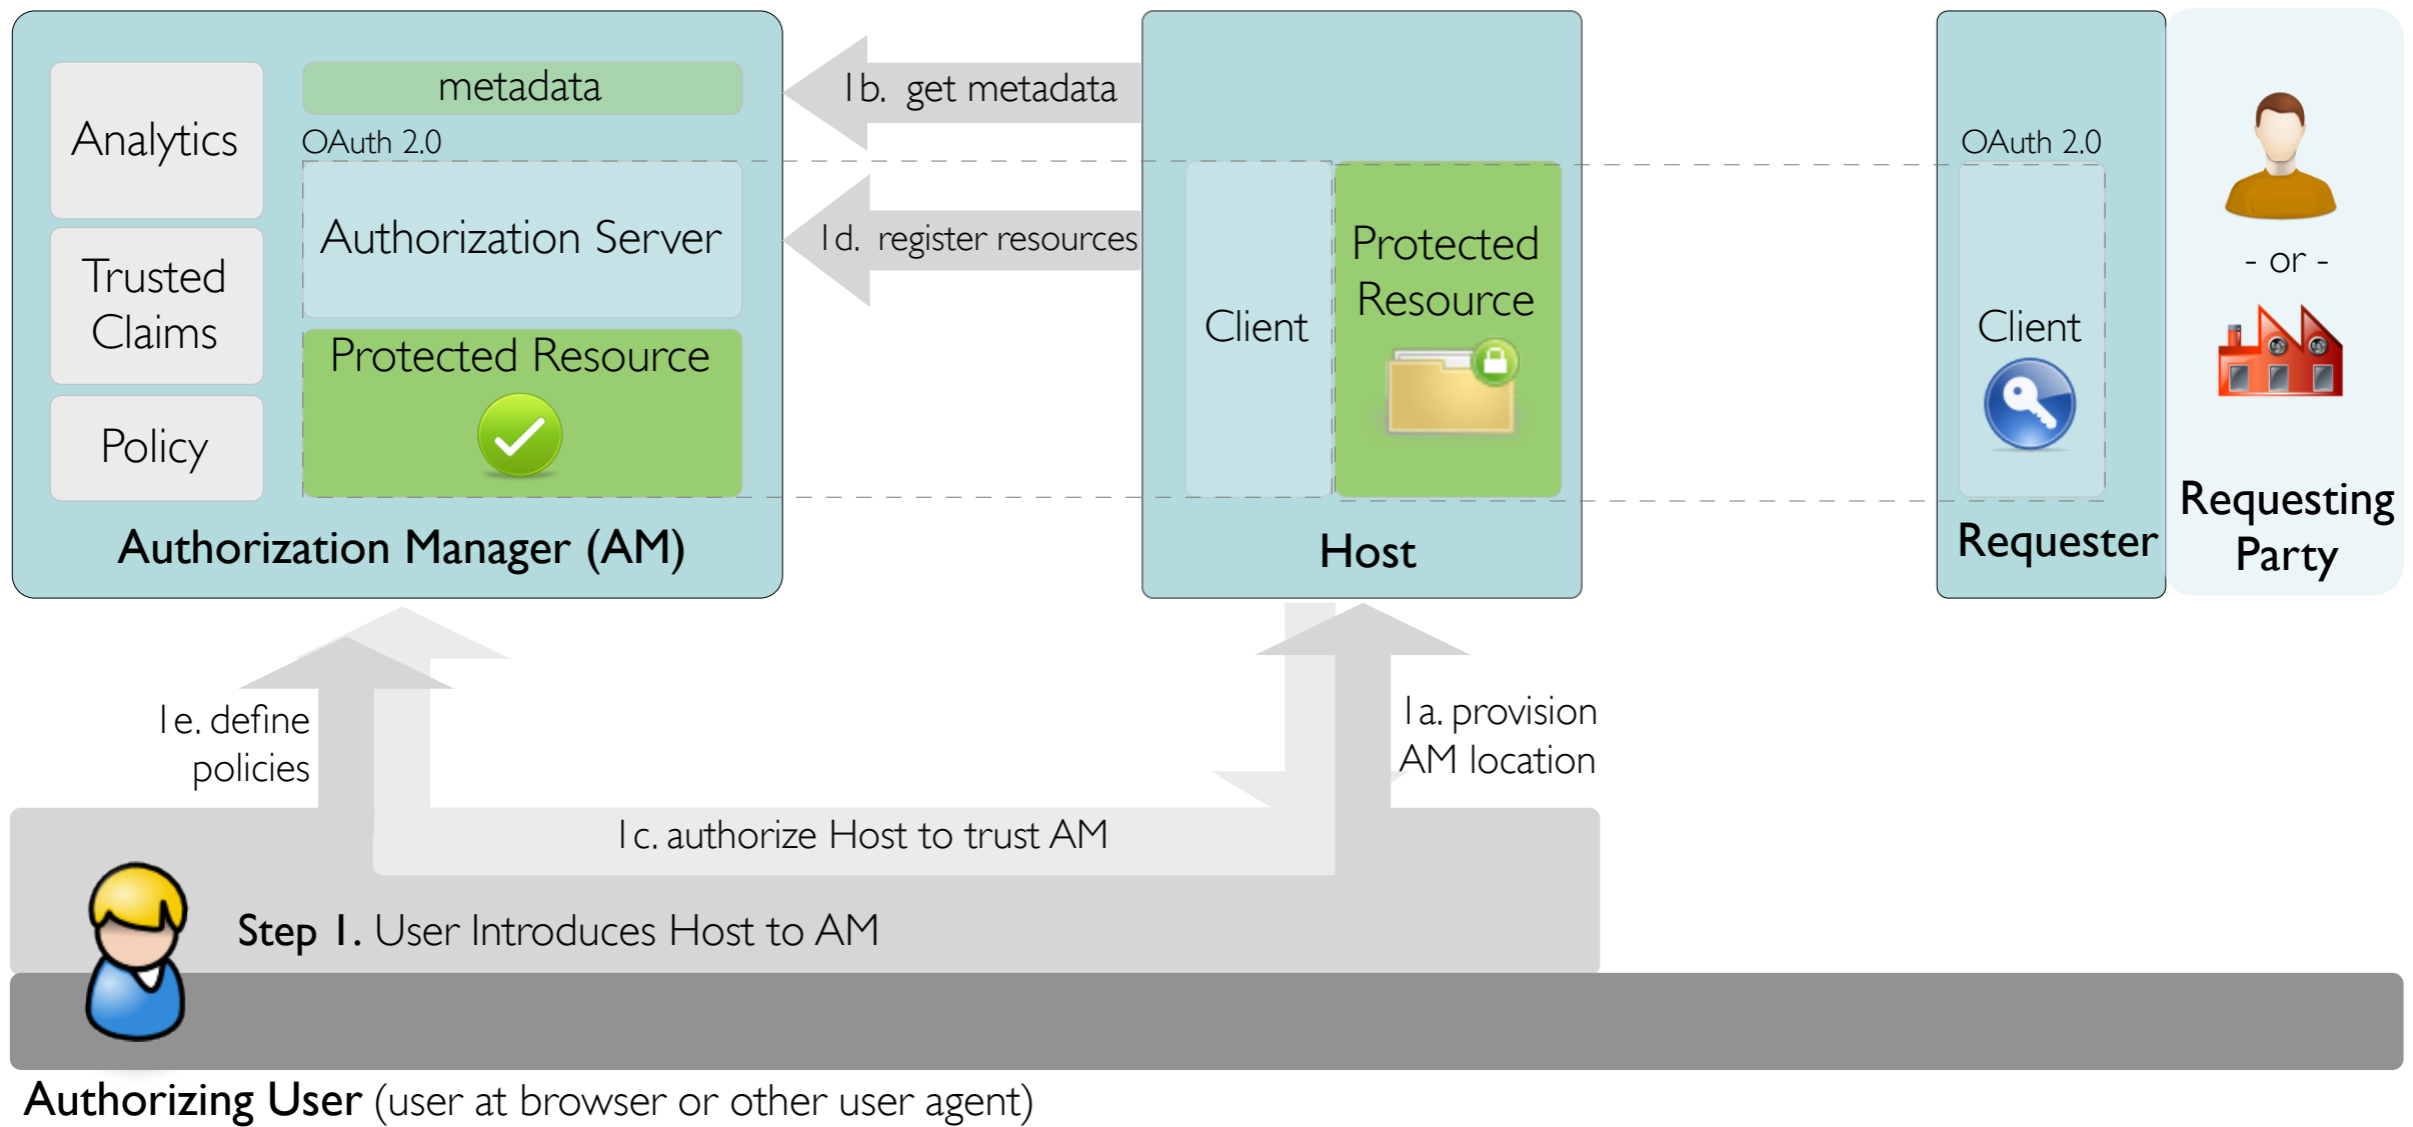 metadata
OAuth 2.0
Analytics
Authorization Server
Trusted
Claims
Protected Resource
Policy
Authorization Manager (AM)
1b. get metadata
1d. register resources
Client
Protected
Resource
Host
OAuth 2.0
Client
Requester
- or -
Requesting
Party
1e. define
policies
1a. provision
AM location
1c. authorize Host to trust AM
Step 1. User Introduces Host to AM
Authorizing User (user at browser or other user agent)